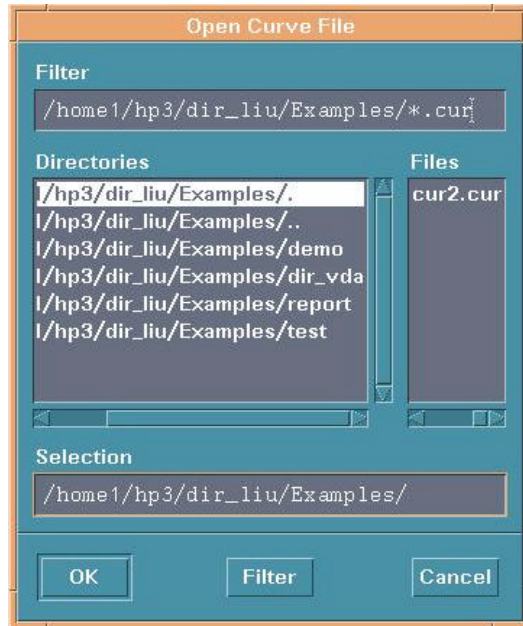 Open Curve File
Filter
/home1/hp3/dir_liu/Examples/*.cur
Directories
Files
l/hp3/dir_liu/Examples/.
l/hp3/dir_liu/Examples/..
l/hp3/dir_liu/Examples/demo
l/hp3/dir_liu/Examples/dir_vda
l/hp3/dir_liu/Examples/report
l/hp3/dir_liu/Examples/test
cur2.cur
Selection
/home1/hp3/dir_liu/Examples/
OK
Filter
Cancel